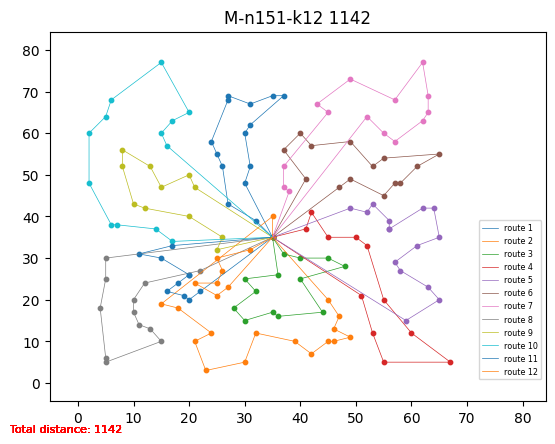 M-n151-k12 1142
80
70
60
50
40
30
20
10
0
0 10 20 30 40 50 60 70 80
route 1
route 2
route 3
route 4
route 5
route 6
route 7
route 8
route 9
route 10
route 11
route 12
Total distance: 1142